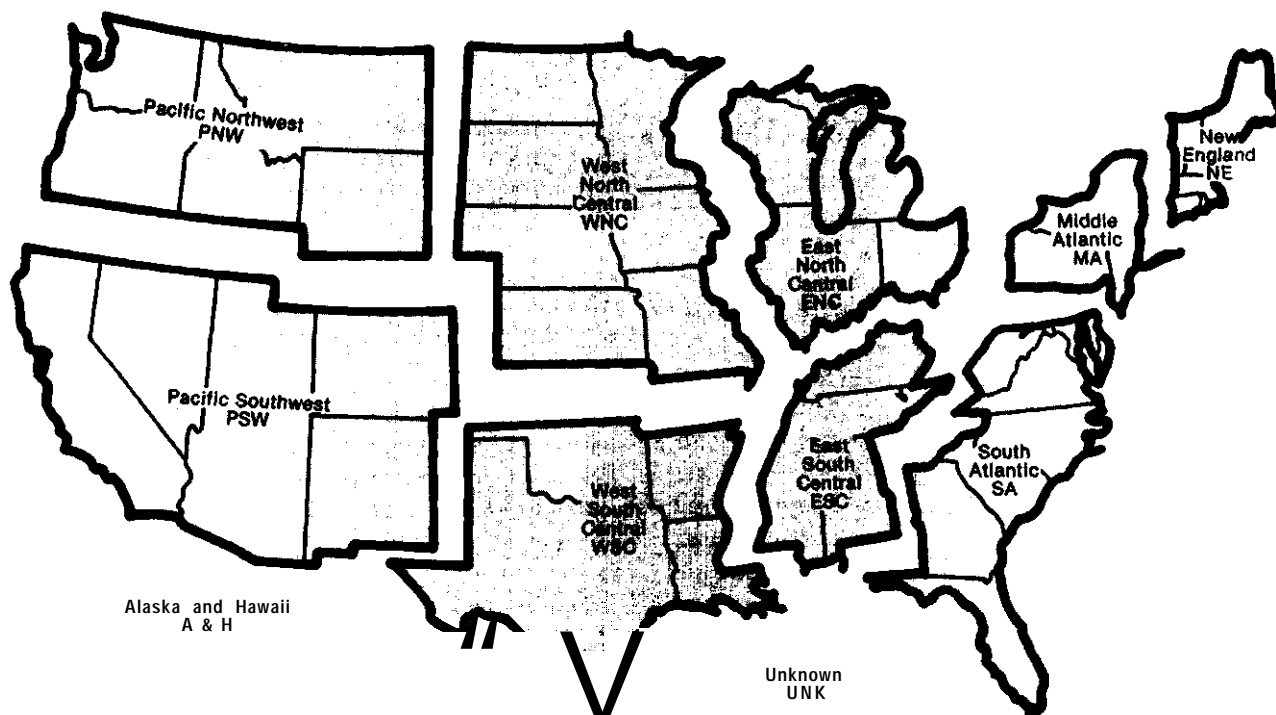 Pacific Northwest
PNW
West
North
Central
WNC
East
North
Central
ENC
New
England
NE
Middle
Atlantic
MA
Pacific Southwest
PSW
West
South
Central
WSC
East
South
Central
ESC
South
Atlantic
SA
Alaska and Hawaii
A & H
Unknown
UNK